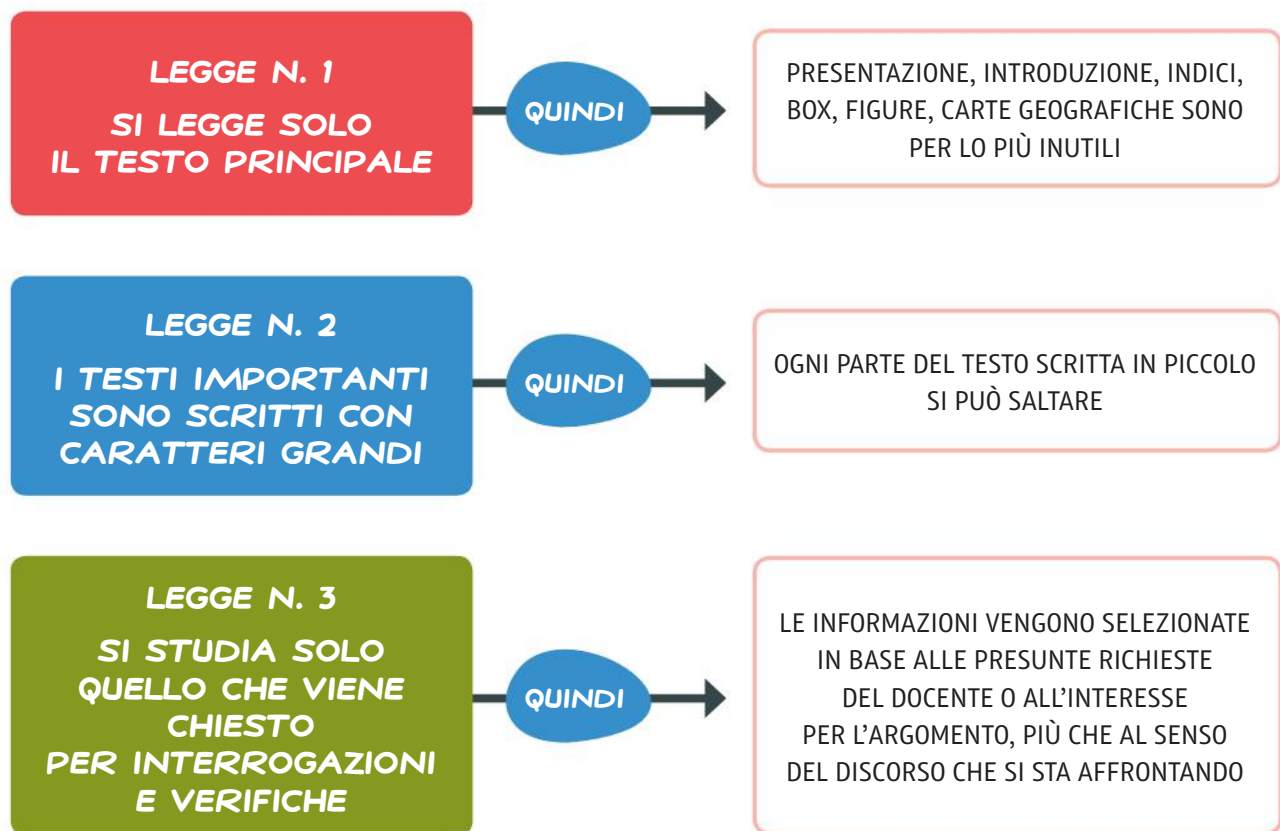 LEGGE N. 1
SI LEGGE SOLO
IL TESTO PRINCIPALE
QUINDI
PRESENTAZIONE, INTRODUZIONE, INDICI,
BOX, FIGURE, CARTE GEOGRAFICHE SONO
PER LO PIÙ INUTILI
LEGGE N. 2
I TESTI IMPORTANTI
SONO SCRITTI CON
CARATTERI GRANDI
QUINDI
OGNI PARTE DEL TESTO SCRITTA IN PICCOLO
SI PUÒ SALTARE
LEGGE N. 3
SI STUDIA SOLO
QUELLO CHE VIENE
CHIESTO
PER INTERROGAZIONI
E VERIFICHE
QUINDI
LE INFORMAZIONI VENGONO SELEZIONATE
IN BASE ALLE PRESUNTE RICHIESTE
DEL DOCENTE O ALL'INTERESSE
PER L'ARGOMENTO, PIÙ CHE AL SENSO
DEL DISCORSO CHE SI STA AFFRONTANDO